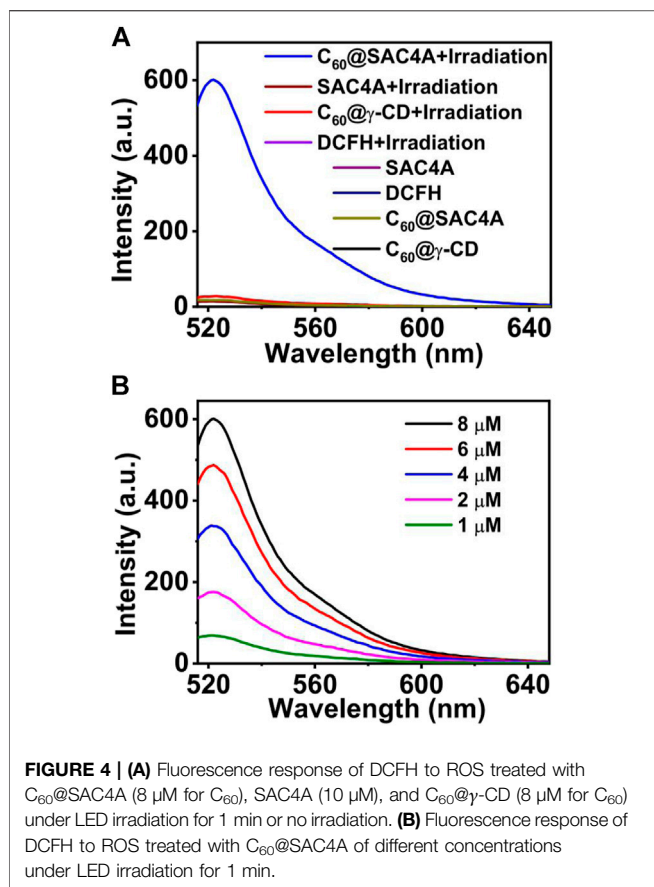 A
C₆₀@SAC4A+Irradiation
SAC4A+Irradiation
C₆₀@γ-CD+Irradiation
DCFH+Irradiation
SAC4A
DCFH
C₆₀@SAC4A
C₆₀@γ-CD
Intensity (a.u.)
600
400
200
0
520 560 600 640
Wavelength (nm)
B
8 μM
6 μM
4 μM
2 μM
1 μM
Intensity (a.u.)
600
400
200
0
520 560 600 640
Wavelength (nm)
FIGURE 4 | (A) Fluorescence response of DCFH to ROS treated with
C₆₀@SAC4A (8 μM for C₆₀), SAC4A (10 μM), and C₆₀@γ-CD (8 μM for C₆₀)
under LED irradiation for 1 min or no irradiation. (B) Fluorescence response of
DCFH to ROS treated with C₆₀@SAC4A of different concentrations
under LED irradiation for 1 min.